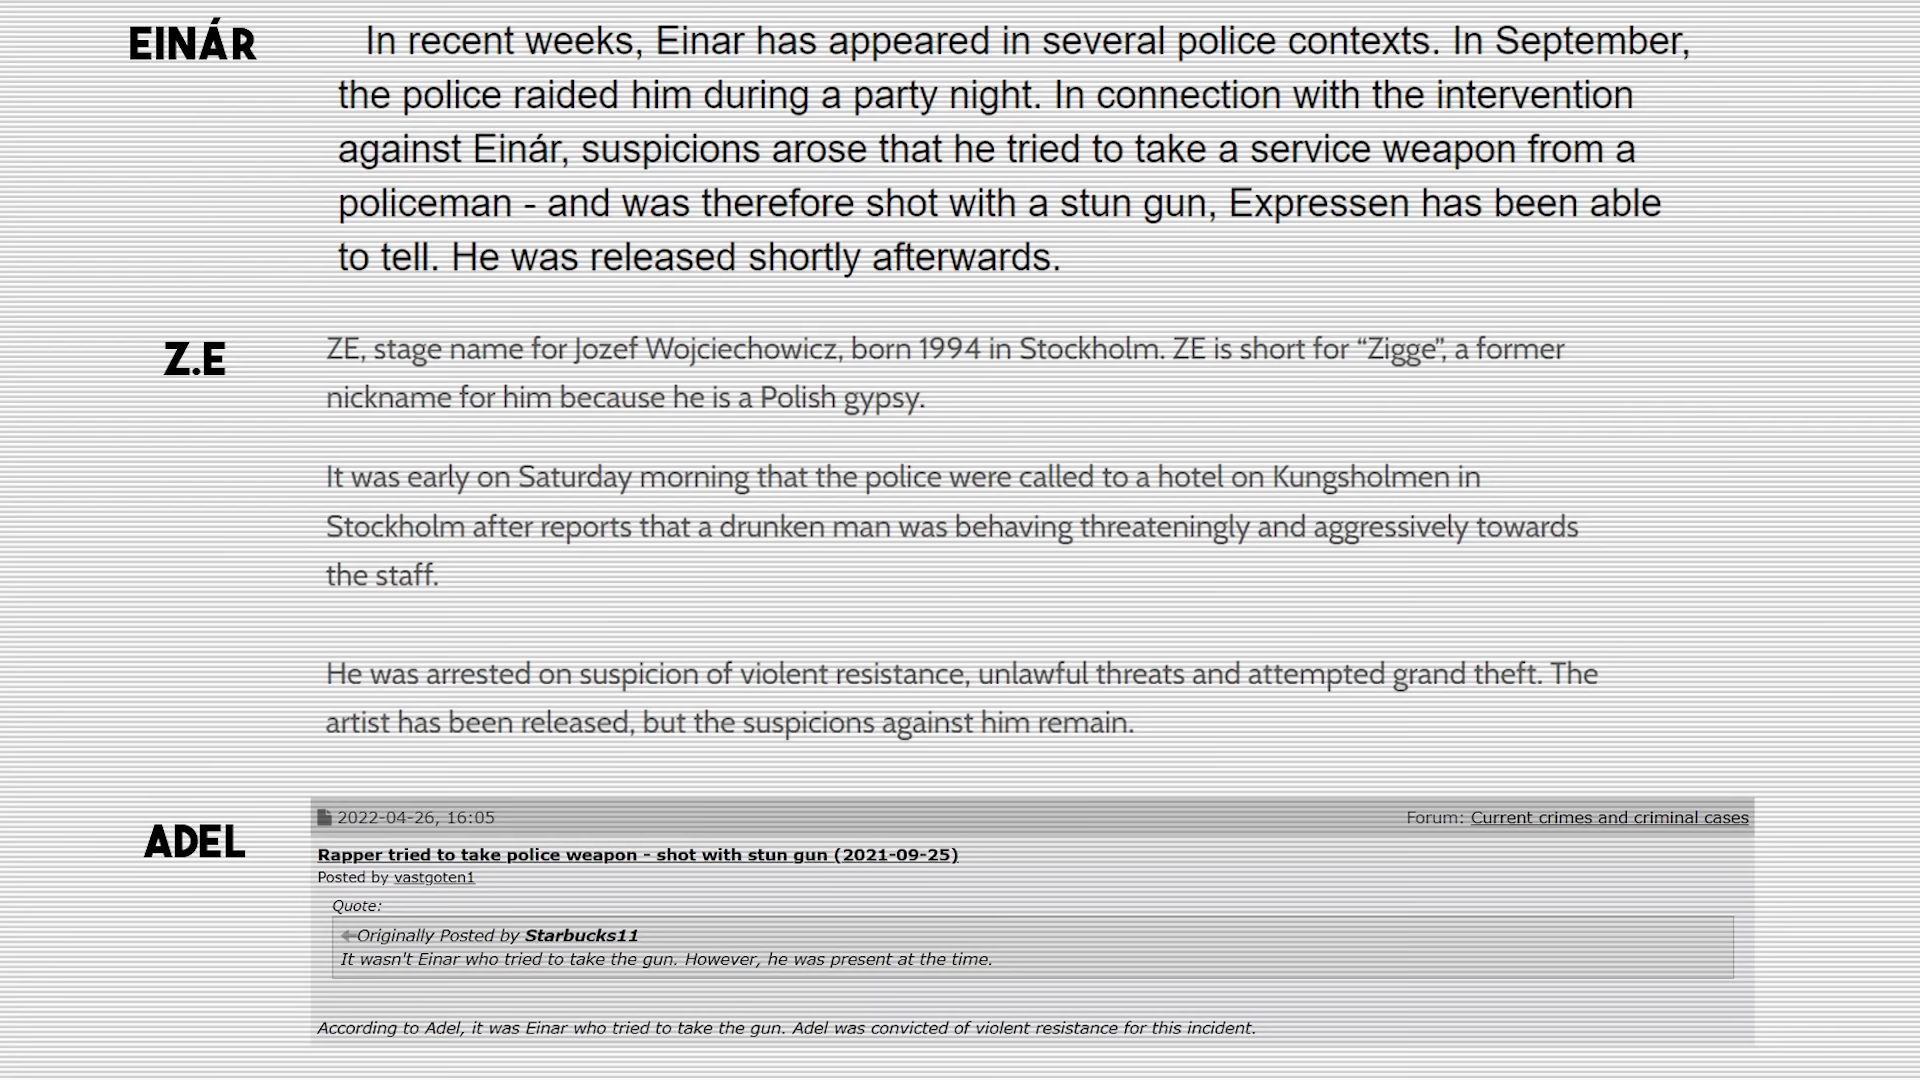 EINÁR
In recent weeks, Einar has appeared in several police contexts. In September,
the police raided him during a party night. In connection with the intervention
against Einár, suspicions arose that he tried to take a service weapon from a
policeman - and was therefore shot with a stun gun, Expressen has been able
to tell. He was released shortly afterwards.
Z.E
ZE, stage name for Jozef Wojciechowicz, born 1994 in Stockholm. ZE is short for “Zigge”, a former
nickname for him because he is a Polish gypsy.
It was early on Saturday morning that the police were called to a hotel on Kungsholmen in
Stockholm after reports that a drunken man was behaving threateningly and aggressively towards
the staff.
He was arrested on suspicion of violent resistance, unlawful threats and attempted grand theft. The
artist has been released, but the suspicions against him remain.
ADEL
2022-04-26, 16:05 Forum: Current crimes and criminal cases
Rapper tried to take police weapon - shot with stun gun (2021-09-25)
Posted by vastgoten1
Quote:
Originally Posted by Starbucks11
It wasn't Einar who tried to take the gun. However, he was present at the time.
According to Adel, it was Einar who tried to take the gun. Adel was convicted of violent resistance for this incident.